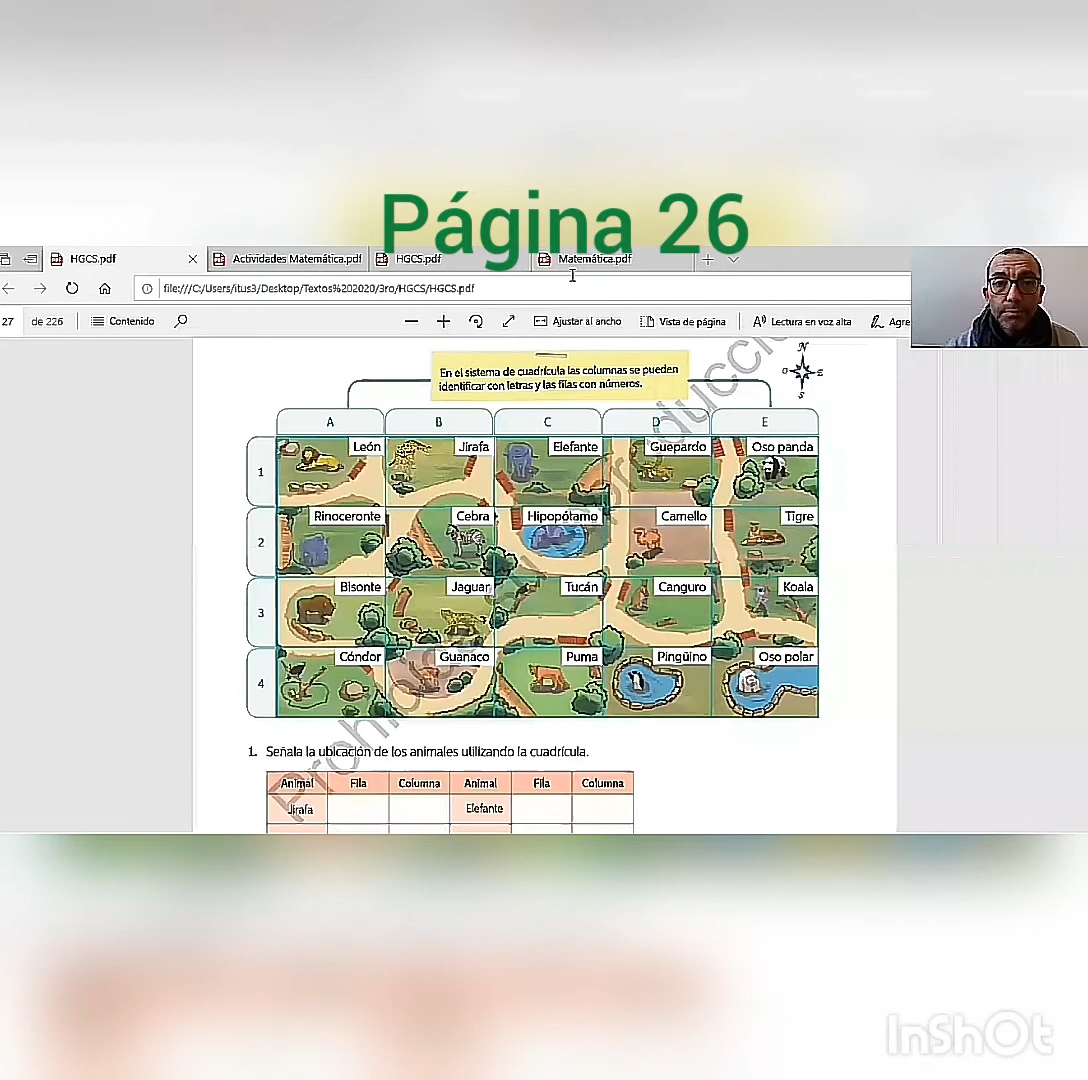 Página 26
HGCS.pdf
Actividades Matemática.pdf
HGCS.pdf
Matemática.pdf
file:///C:/Users/itus3/Desktop/Textos%202020/3ro/HGCS/HGCS.pdf
27 de 226
Contenido
Ajustar al ancho
Vista de página
Lectura en voz alta
Agre
En el sistema de cuadrícula las columnas se pueden
identificar con letras y las filas con números.
N
O E
S
A B C D E
1 León Jirafa Elefante Guepardo Oso panda
2 Rinoceronte Cebra Hipopótamo Camello Tigre
3 Bisonte Jaguar Tucán Canguro Koala
4 Cóndor Guanaco Puma Pingüino Oso polar
1. Señala la ubicación de los animales utilizando la cuadrícula.
Animal Fila Columna Animal Fila Columna
Jirafa Elefante
InShOt